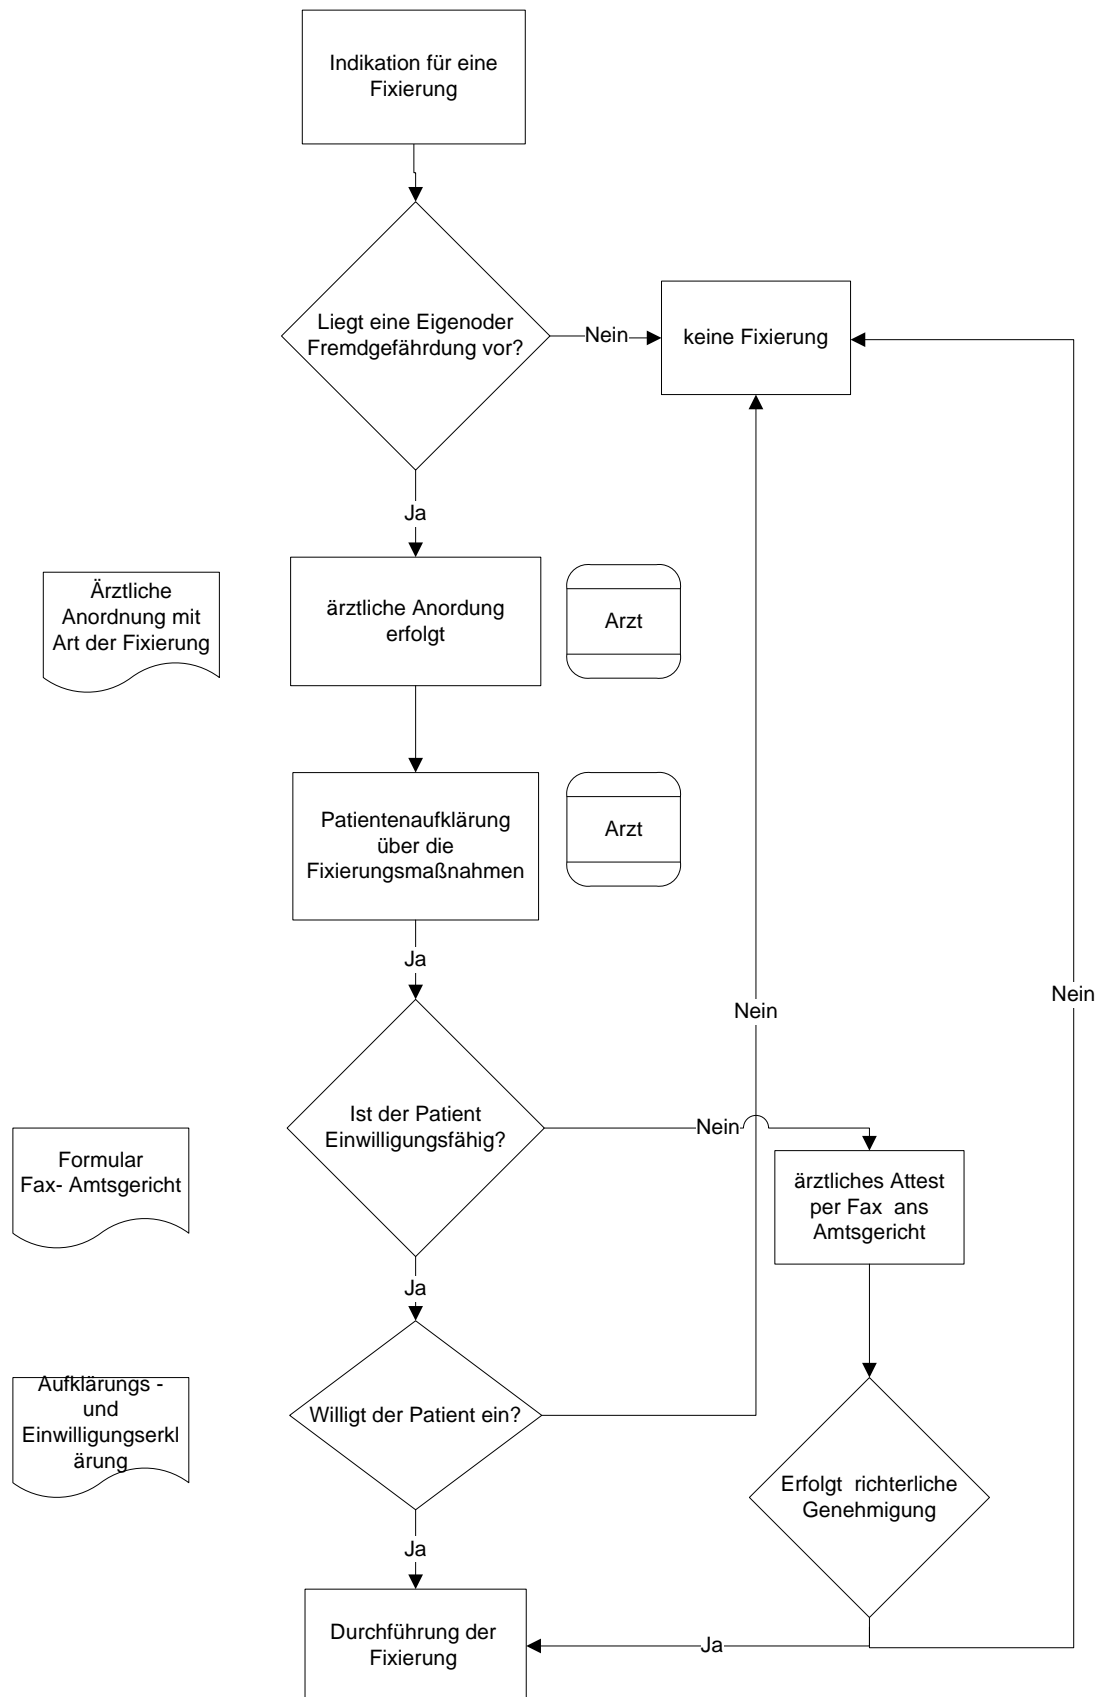 Indikation für eine
Fixierung
Liegt eine Eigenoder
Fremdgefährdung vor?
Nein
keine Fixierung
Ja
Ärztliche
Anordnung mit
Art der Fixierung
ärztliche Anordung
erfolgt
Arzt
Patientenaufklärung
über die
Fixierungsmaßnahmen
Arzt
Ja
Nein
Nein
Ist der Patient
Einwilligungsfähig?
Nein
Formular
Fax- Amtsgericht
ärztliches Attest
per Fax ans
Amtsgericht
Ja
Aufklärungs -
und
Einwilligungserkl
ärung
Willigt der Patient ein?
Erfolgt richterliche
Genehmigung
Ja
Durchführung der
Fixierung
Ja